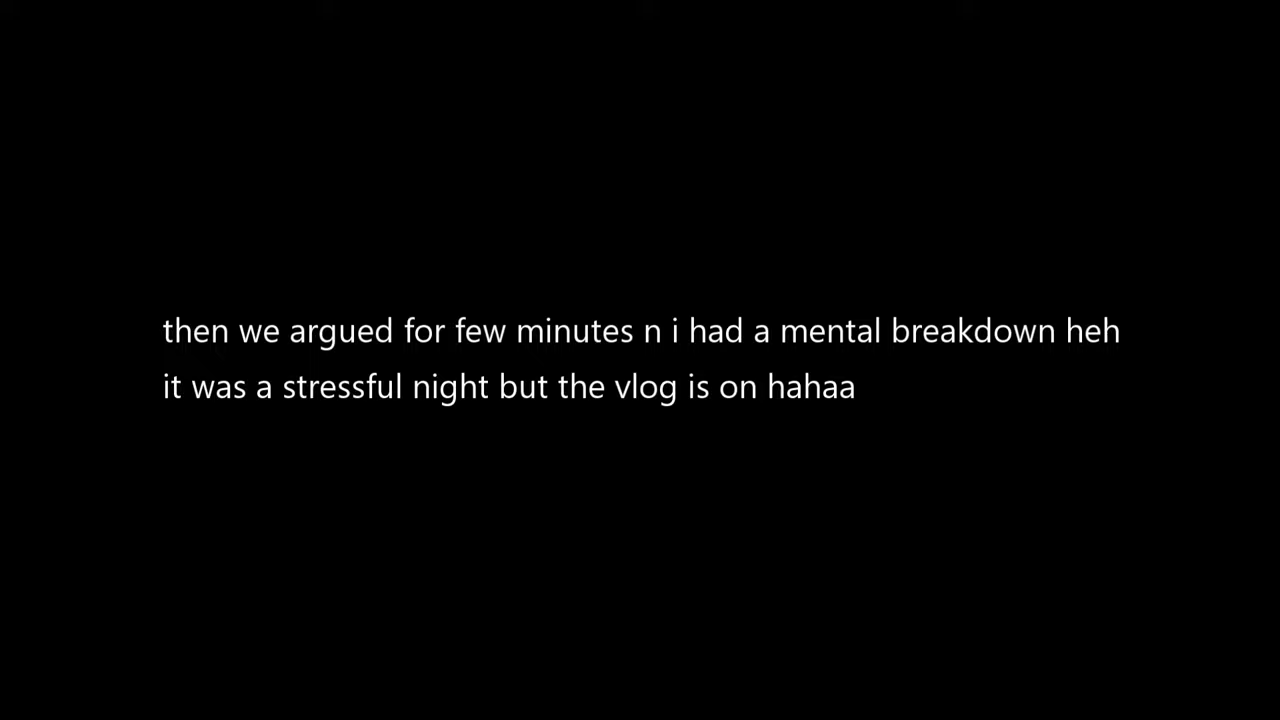 then we argued for few minutes n i had a mental breakdown heh
it was a stressful night but the vlog is on hahaa